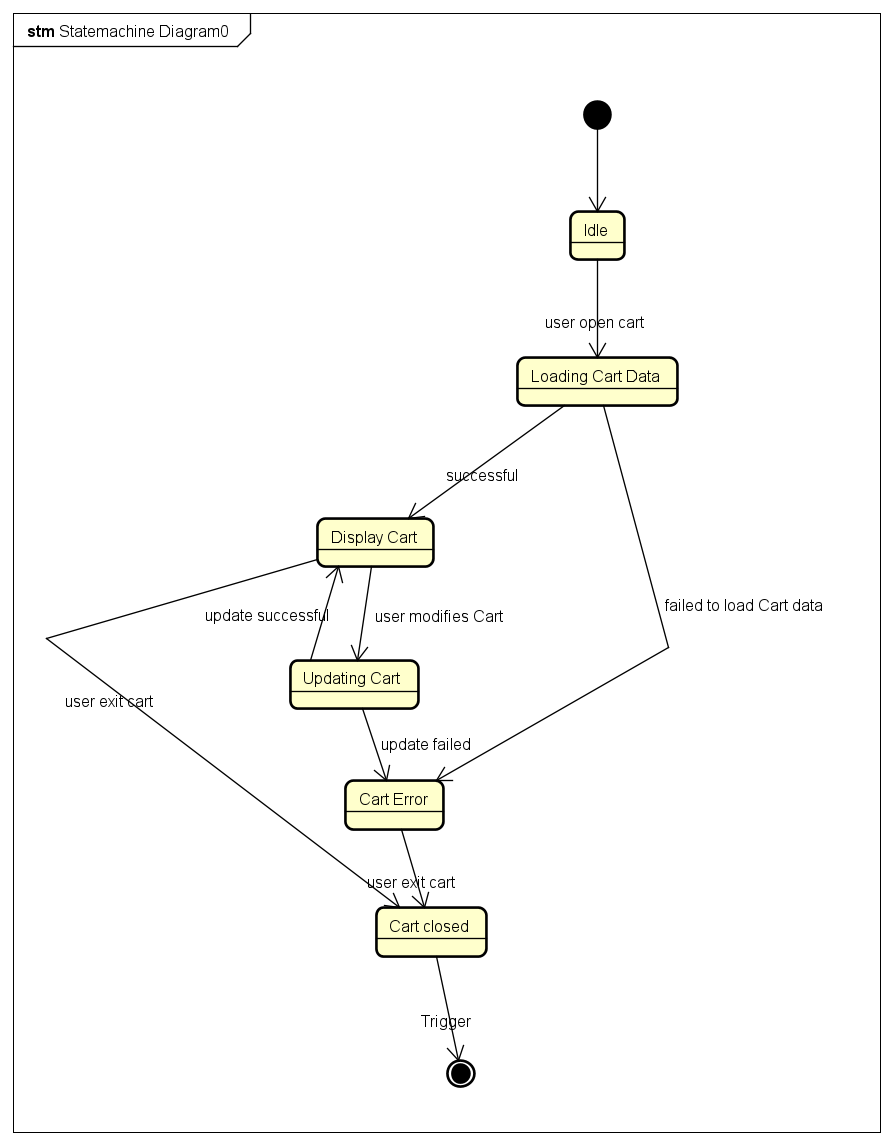 stm Statemachine Diagram0
Idle
user open cart
Loading Cart Data
successful
Display Cart
failed to load Cart data
update successful
user modifies Cart
Updating Cart
user exit cart
update failed
Cart Error
user exit cart
Cart closed
Trigger